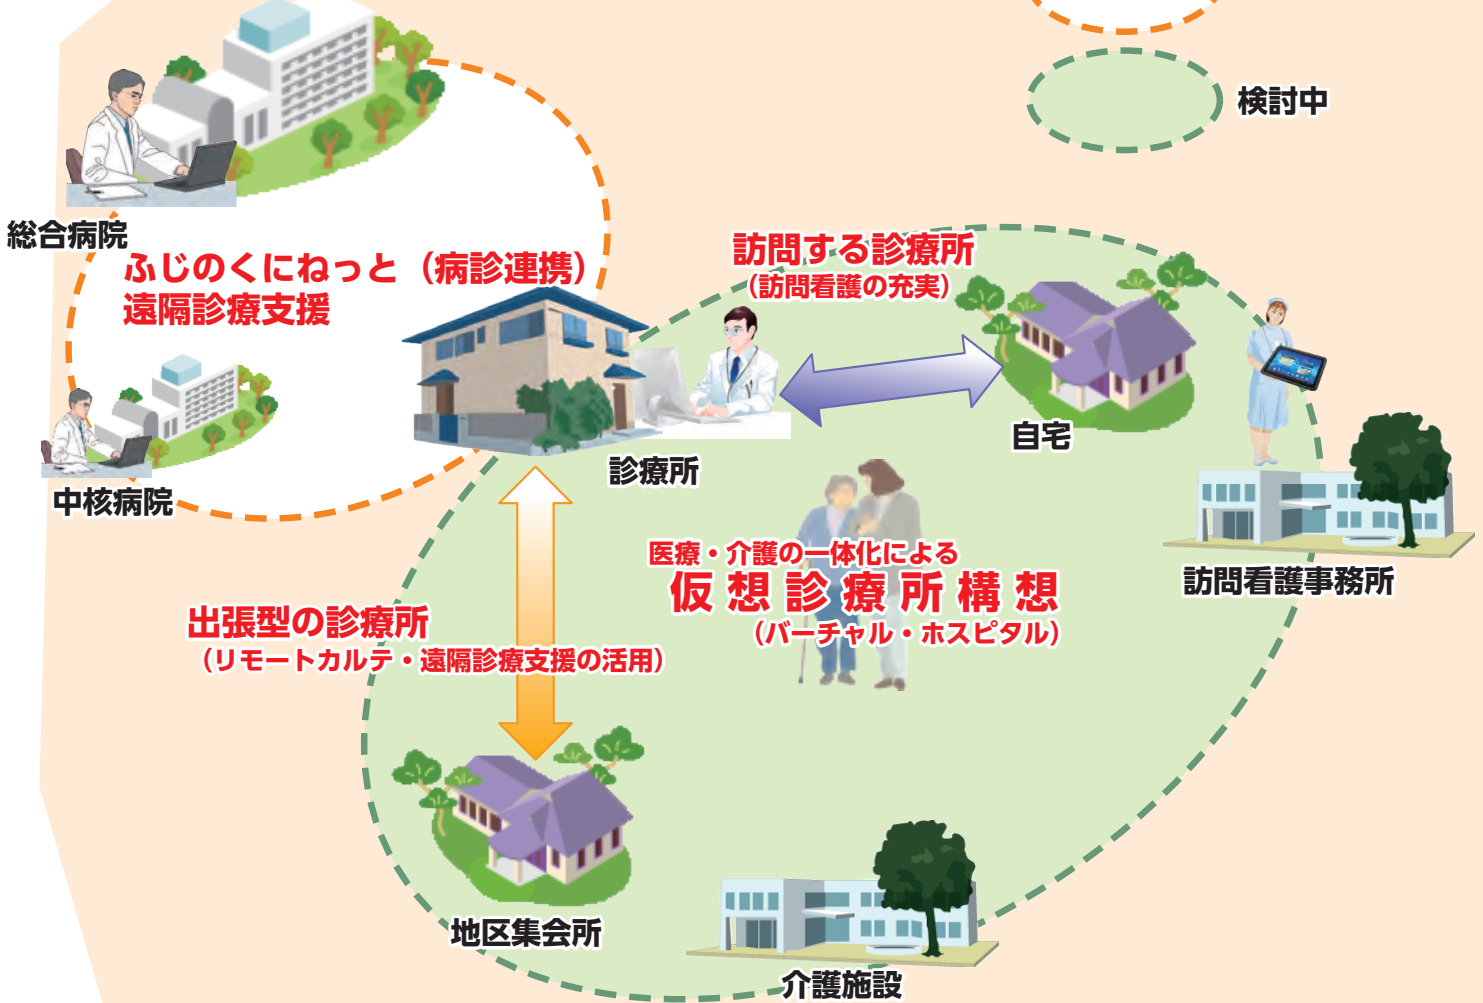 検討中
総合病院
ふじのくにねっと（病診連携）
遠隔診療支援
訪問する診療所
（訪問看護の充実）
自宅
診療所
中核病院
医療・介護の一体化による
仮想診療所構想
（バーチャル・ホスピタル）
訪問看護事務所
出張型の診療所
（リモートカルテ・遠隔診療支援の活用）
地区集会所
介護施設